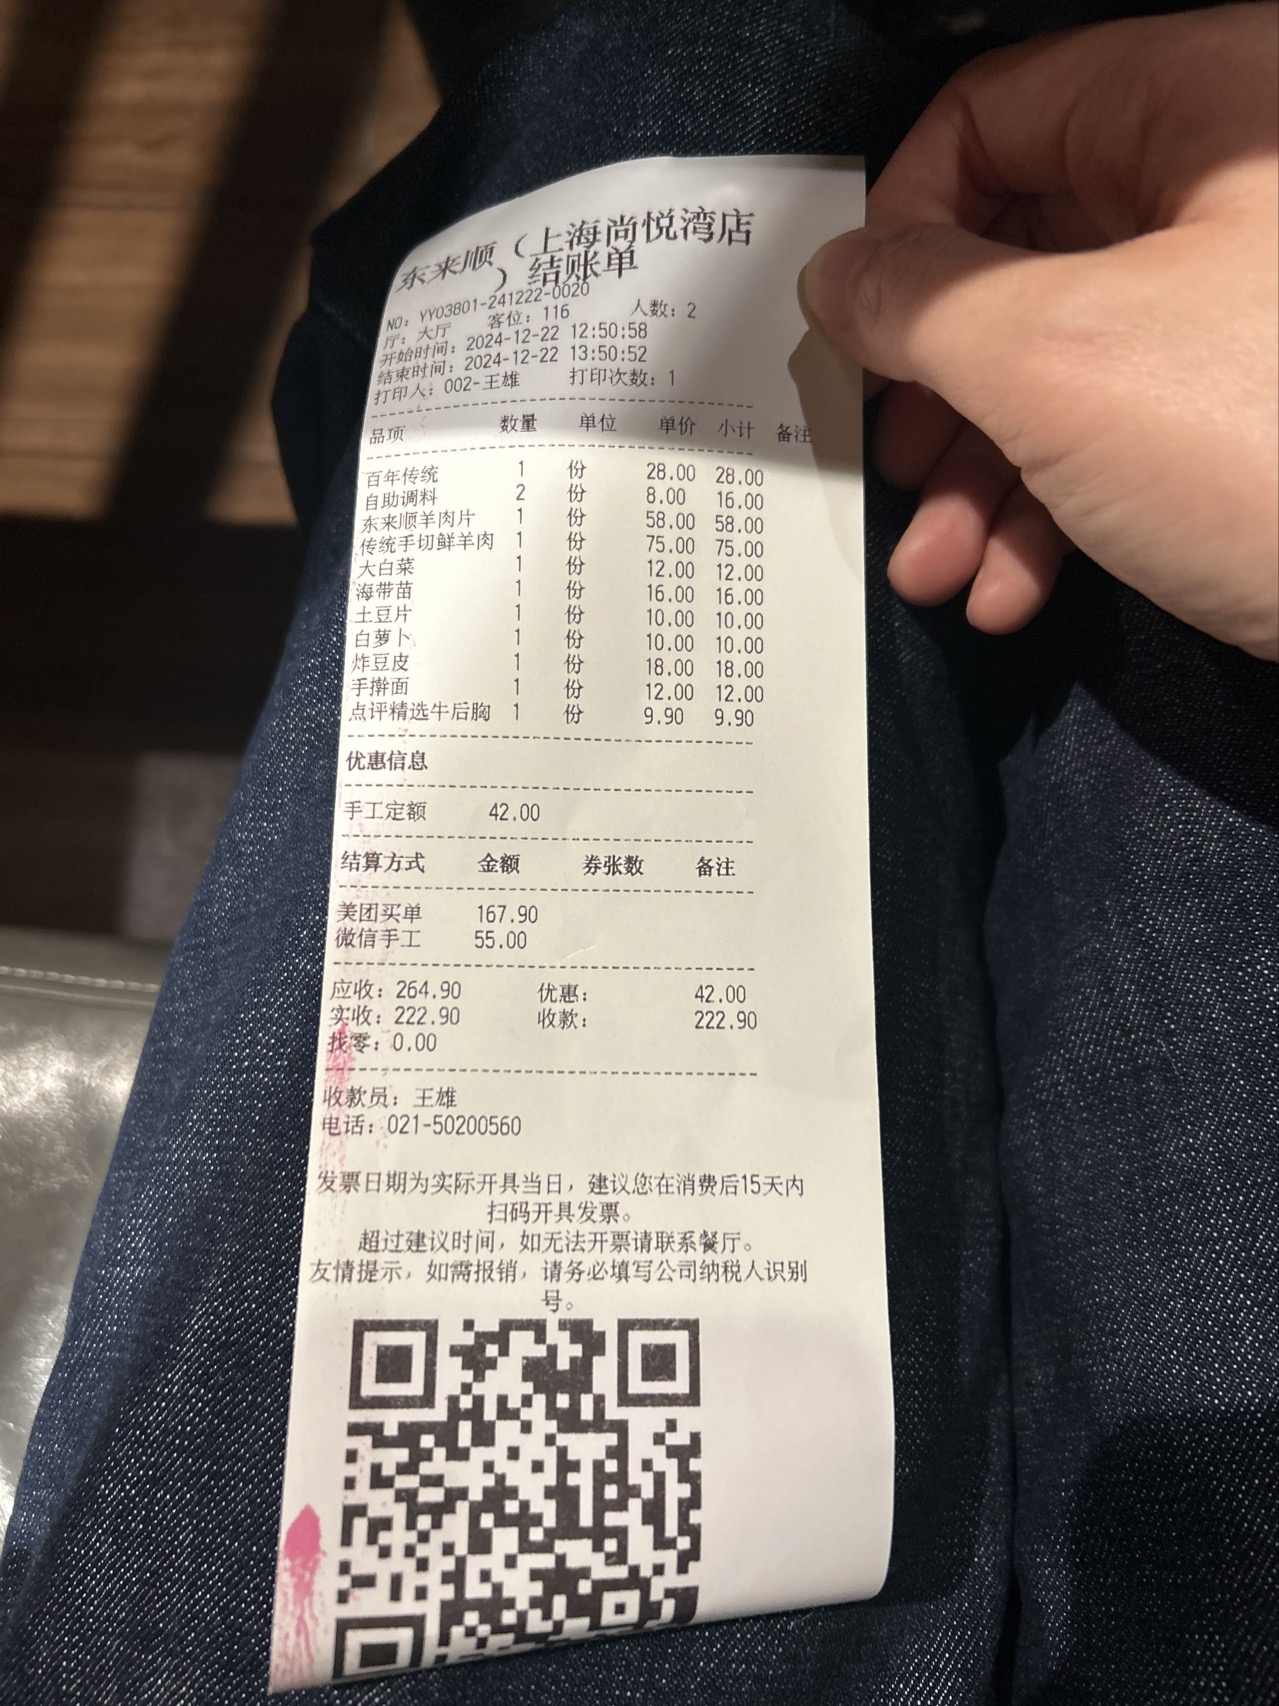 东来顺（上海尚悦湾店
）结账单
NO: YY03801-241222-0020
厅: 大厅 客位: 116 人数: 2
开始时间: 2024-12-22 12:50:58
结束时间: 2024-12-22 13:50:52
打印人: 002-王雄 打印次数: 1
品项 数量 单位 单价 小计 备注
百年传统 1 份 28.00 28.00
自助调料 2 份 8.00 16.00
东来顺羊肉片 1 份 58.00 58.00
传统手切鲜羊肉 1 份 75.00 75.00
大白菜 1 份 12.00 12.00
海带苗 1 份 16.00 16.00
土豆片 1 份 10.00 10.00
白萝卜 1 份 10.00 10.00
炸豆皮 1 份 18.00 18.00
手擀面 1 份 12.00 12.00
点评精选牛后胸 1 份 9.90 9.90
优惠信息
手工定额 42.00
结算方式 金额 券张数 备注
美团买单 167.90
微信手工 55.00
应收: 264.90 优惠: 42.00
实收: 222.90 收款: 222.90
找零: 0.00
收款员: 王雄
电话: 021-50200560
发票日期为实际开具当日，建议您在消费后15天内
扫码开具发票。
超过建议时间，如无法开票请联系餐厅。
友情提示，如需报销，请务必填写公司纳税人识别
号。